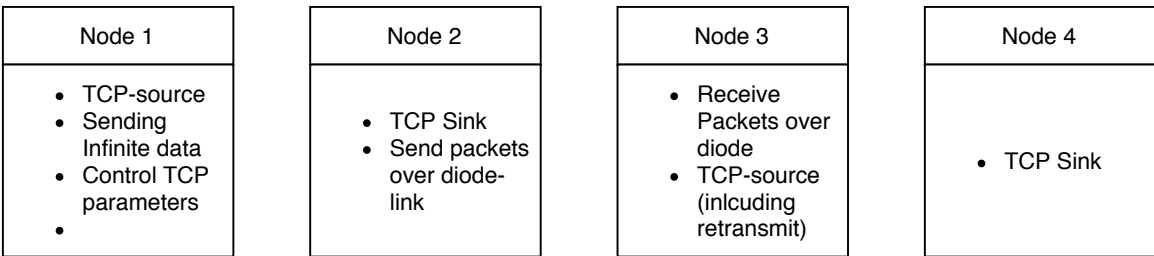 Node 1
• TCP-source
• Sending
Infinite data
• Control TCP
parameters
•
Node 2
• TCP Sink
• Send packets
over diode-
link
Node 3
• Receive
Packets over
diode
• TCP-source
(inlcuding
retransmit)
Node 4
• TCP Sink